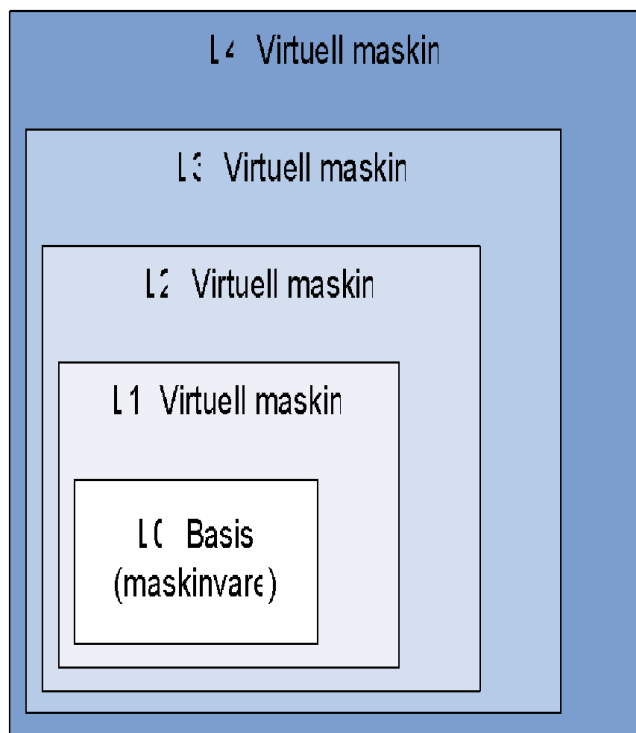 L4 Virtuell maskin
L3 Virtuell maskin
L2 Virtuell maskin
L1 Virtuell maskin
L0 Basis
(maskinvare)